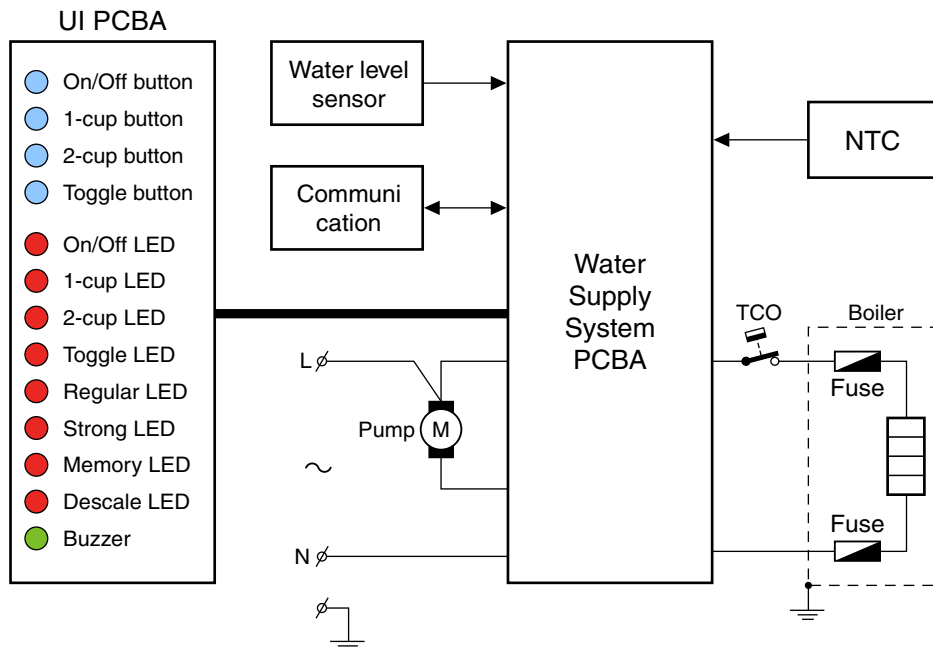 UI PCBA
On/Off button
1-cup button
2-cup button
Toggle button
On/Off LED
1-cup LED
2-cup LED
Toggle LED
Regular LED
Strong LED
Memory LED
Descale LED
Buzzer
Water level
sensor
Communi
cation
L
Pump
M
N
Water
Supply
System
PCBA
NTC
TCO
Boiler
Fuse
Fuse